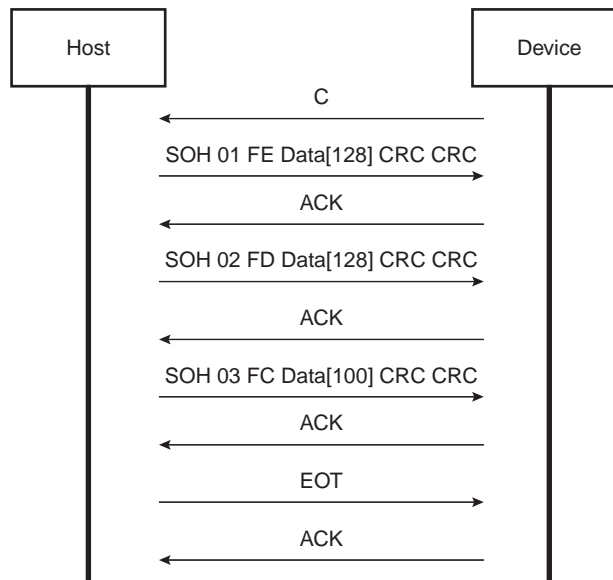 Host
Device
C
SOH 01 FE Data[128] CRC CRC
ACK
SOH 02 FD Data[128] CRC CRC
ACK
SOH 03 FC Data[100] CRC CRC
ACK
EOT
ACK